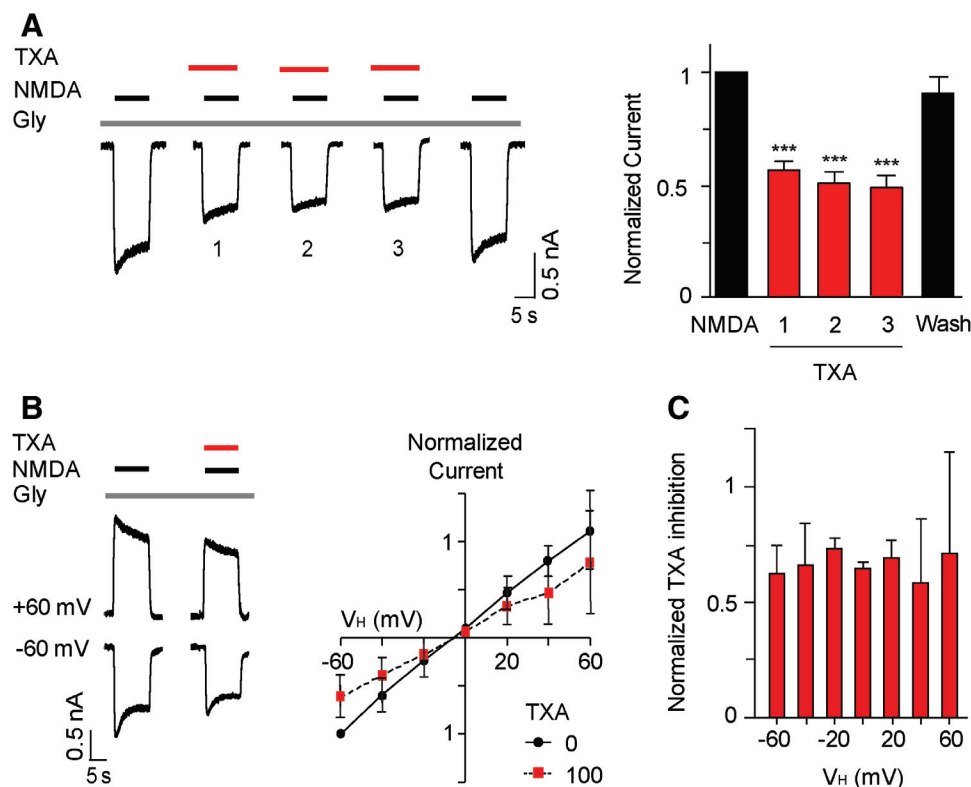 A
TXA
NMDA
Gly
1 2 3
0.5 nA
5 s
Normalized Current
1
0.5
0
*** *** ***
NMDA 1 2 3 Wash
TXA
B
TXA
NMDA
Gly
+60 mV
-60 mV
0.5 nA
5 s
Normalized
Current
1
VH (mV)
-60 20 60
1
TXA
0
100
C
Normalized TXA inhibition
1
0.5
0
-60 -20 20 60
VH (mV)